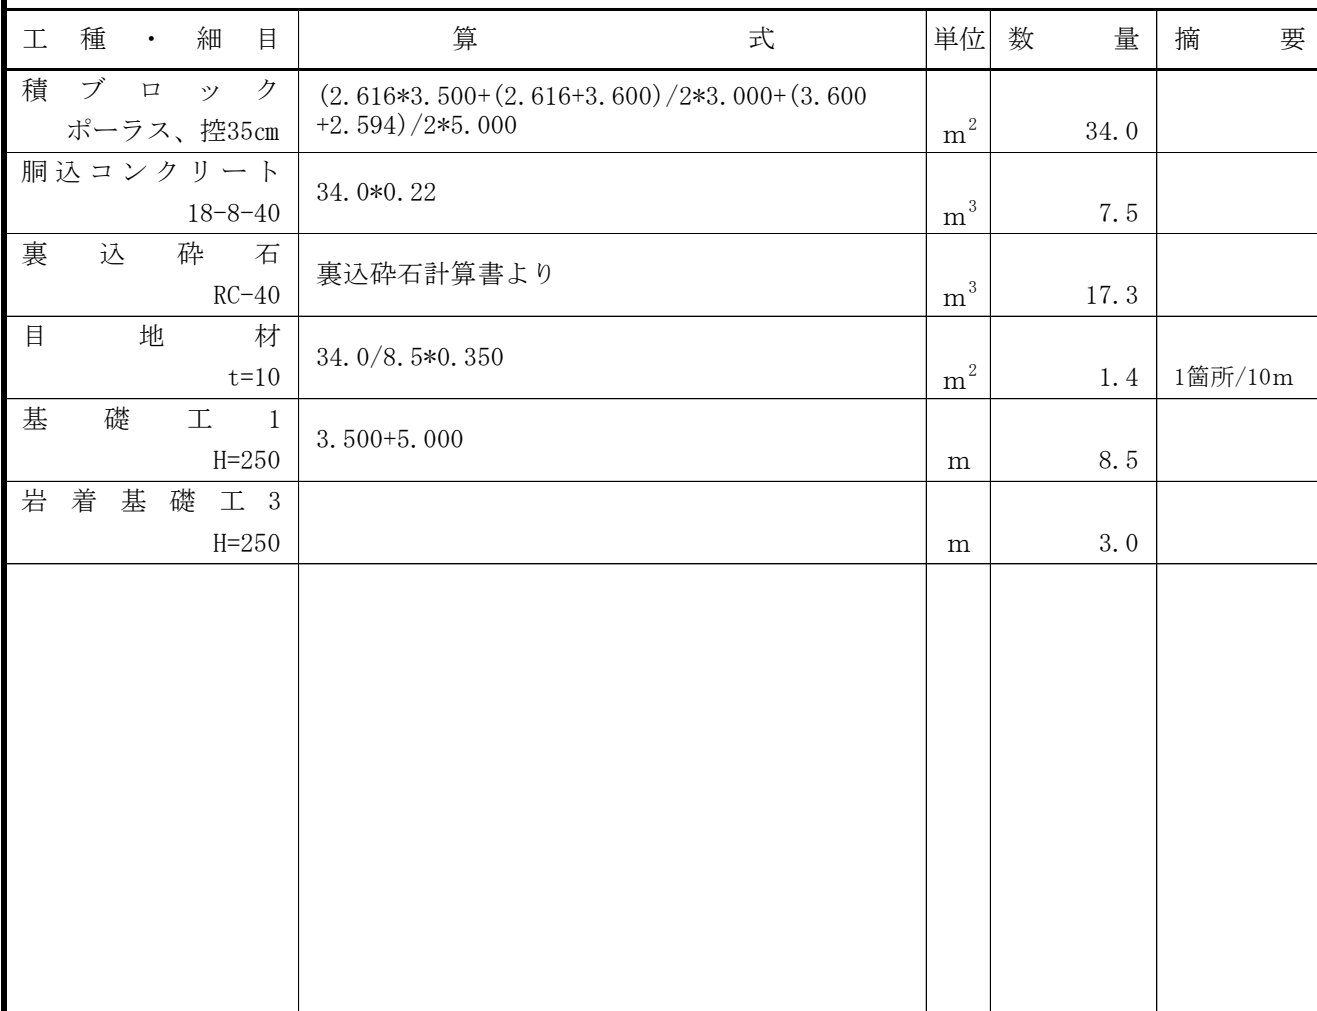 工種・細目 算式 単位 数量 摘要
積ブロック
ポーラス、控35cm
(2.616*3.500+(2.616+3.600)/2*3.000+(3.600
+2.594)/2*5.000
m² 34.0
胴込コンクリート
18-8-40
34.0*0.22
m³ 7.5
裏込砕石
RC-40
裏込砕石計算書より
m³ 17.3
目地材
t=10
34.0/8.5*0.350
m² 1.4 1箇所/10m
基礎工1
H=250
3.500+5.000
m 8.5
岩着基礎工3
H=250
m 3.0